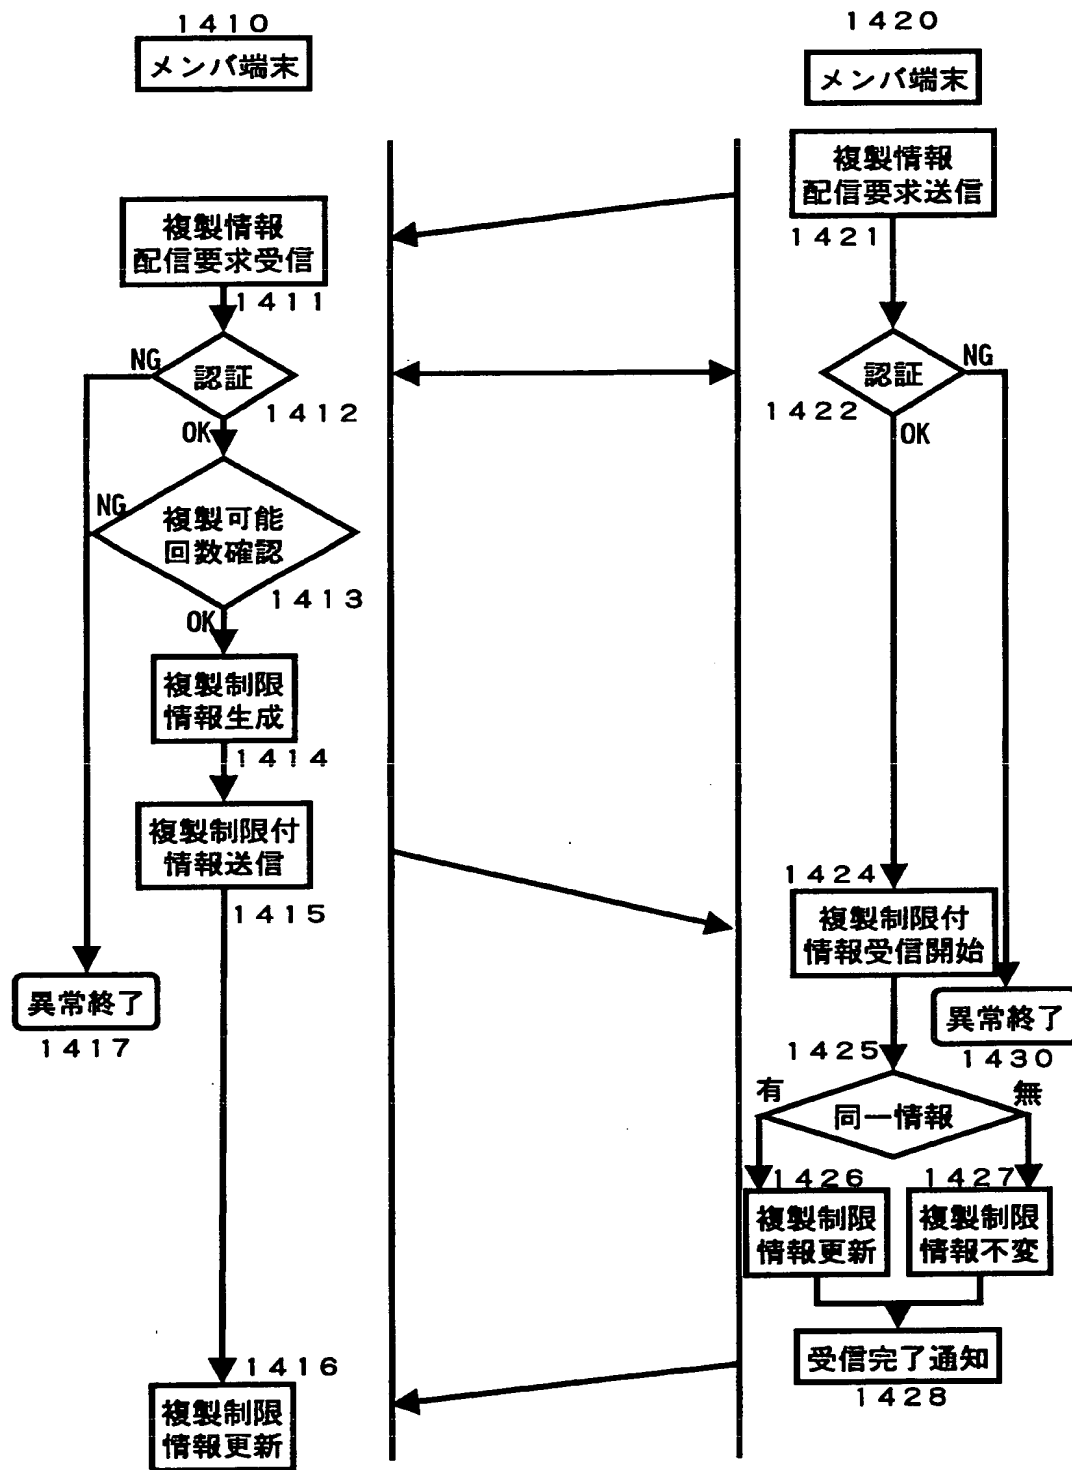 １４１０
メンバ端末
１４２０
メンバ端末
複製情報
配信要求送信
１４２１
複製情報
配信要求受信
１４１１
NG
認証
１４１２
OK
認証
NG
１４２２
OK
NG
複製可能
回数確認
１４１３
OK
複製制限
情報生成
１４１４
複製制限付
情報送信
１４１５
１４２４
複製制限付
情報受信開始
異常終了
１４１７
異常終了
１４３０
１４２５
有
同一情報
無
１４２６
複製制限
情報更新
１４２７
複製制限
情報不変
受信完了通知
１４２８
１４１６
複製制限
情報更新